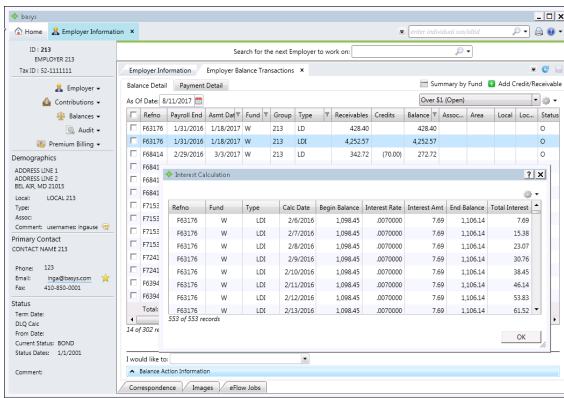 basys
Home
Employer Information ×
enter individual ssn/altid
ID : 213
EMPLOYER 213
Tax ID : 52-1111111
Employer
Contributions
Balances
Audit
Premium Billing
Demographics
ADDRESS LINE 1
ADDRESS LINE 2
BEL AIR, MD 21015
Local: LOCAL 213
Type:
Assoc:
Comment: usernames: ingause
Primary Contact
CONTACT NAME 213
Phone: 123
Email: inga@basys.com
Fax: 410-850-0001
Status
Term Date:
DLQ Calc
From Date:
Current Status: BOND
Status Dates: 1/1/2001
Comment:
Search for the next Employer to work on:
Employer Information
Employer Balance Transactions ×
Balance Detail Payment Detail
Summary by Fund Add Credit/Receivable
As Of Date: 8/11/2017
Over $1 (Open)
Refno Payroll End Asmt Dat Fund Group Type Receivables Credits Balance Assoc... Area Local Loc... Status
F63176 1/31/2016 1/18/2017 W 213 LD 428.40 428.40 O
F63176 1/31/2016 1/18/2017 W 213 LDI 4,252.57 4,252.57 O
F68414 2/29/2016 3/3/2017 W 213 LD 342.72 (70.00) 272.72 O
F6841
F6841
F7153
F7153
F7153
F7241
F7241
F6394
F6394
Total:
14 of 302 re
Interest Calculation
? X
Refno Fund Type Calc Date Begin Balance Interest Rate Interest Amt End Balance Total Interest
F63176 W LDI 2/6/2016 1,098.45 .0070000 7.69 1,106.14 7.69
F63176 W LDI 2/7/2016 1,098.45 .0070000 7.69 1,106.14 15.38
F63176 W LDI 2/8/2016 1,098.45 .0070000 7.69 1,106.14 23.07
F63176 W LDI 2/9/2016 1,098.45 .0070000 7.69 1,106.14 30.76
F63176 W LDI 2/10/2016 1,098.45 .0070000 7.69 1,106.14 38.45
F63176 W LDI 2/11/2016 1,098.45 .0070000 7.69 1,106.14 46.14
F63176 W LDI 2/12/2016 1,098.45 .0070000 7.69 1,106.14 53.83
F63176 W LDI 2/13/2016 1,098.45 .0070000 7.69 1,106.14 61.52
553 of 553 records
OK
I would like to:
Balance Action Information
Correspondence Images eFlow Jobs